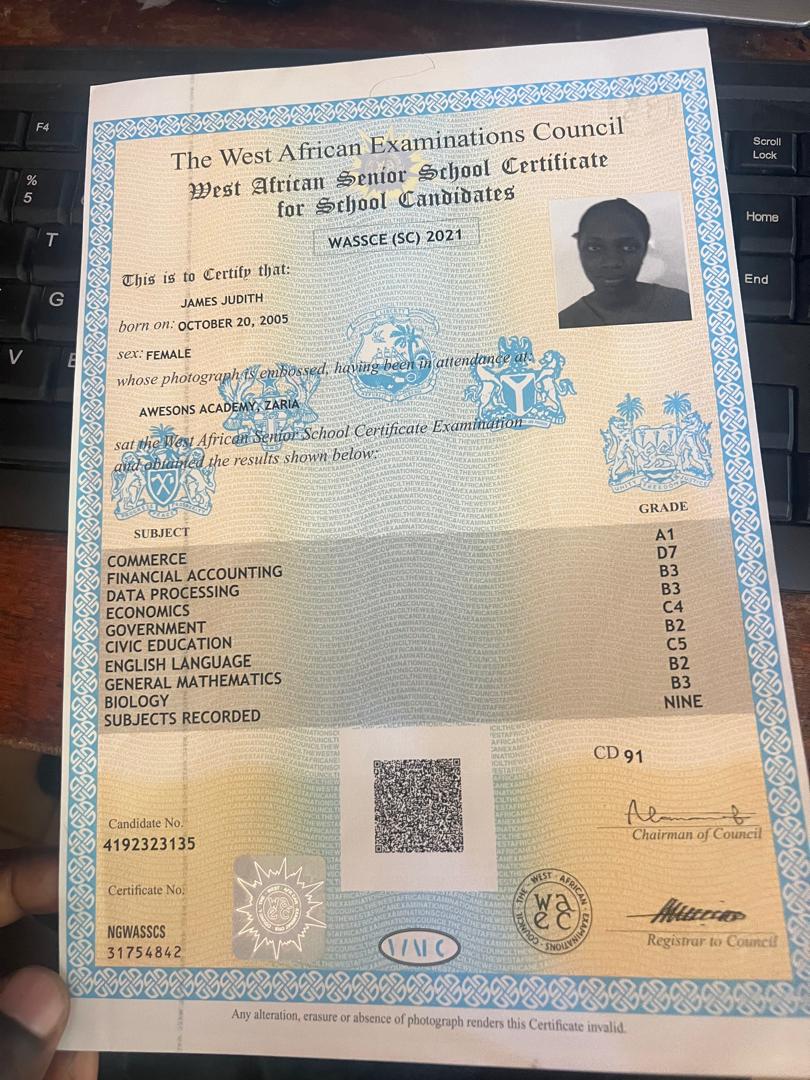 The West African Examinations Council
West African Senior School Certificate
for School Candidates
WASSCE (SC) 2021
This is to Certify that:
JAMES JUDITH
born on: OCTOBER 20, 2005
sex: FEMALE
whose photograph is embossed, having been in attendance at:
AWESONS ACADEMY, ZARIA
sat the West African Senior School Certificate Examination
and obtained the results shown below:
SUBJECT GRADE
COMMERCE A1
FINANCIAL ACCOUNTING D7
DATA PROCESSING B3
ECONOMICS B3
GOVERNMENT C4
CIVIC EDUCATION B2
ENGLISH LANGUAGE C5
GENERAL MATHEMATICS B2
BIOLOGY B3
SUBJECTS RECORDED NINE
CD 91
Candidate No.
4192323135
Chairman of Council
Certificate No.
NGWASSCS
31754842
THE WEST AFRICAN EXAMINATIONS COUNCIL
waec
Registrar to Council
Any alteration, erasure or absence of photograph renders this Certificate invalid.
F4
%
5
T
G
V
Scroll
Lock
Home
End